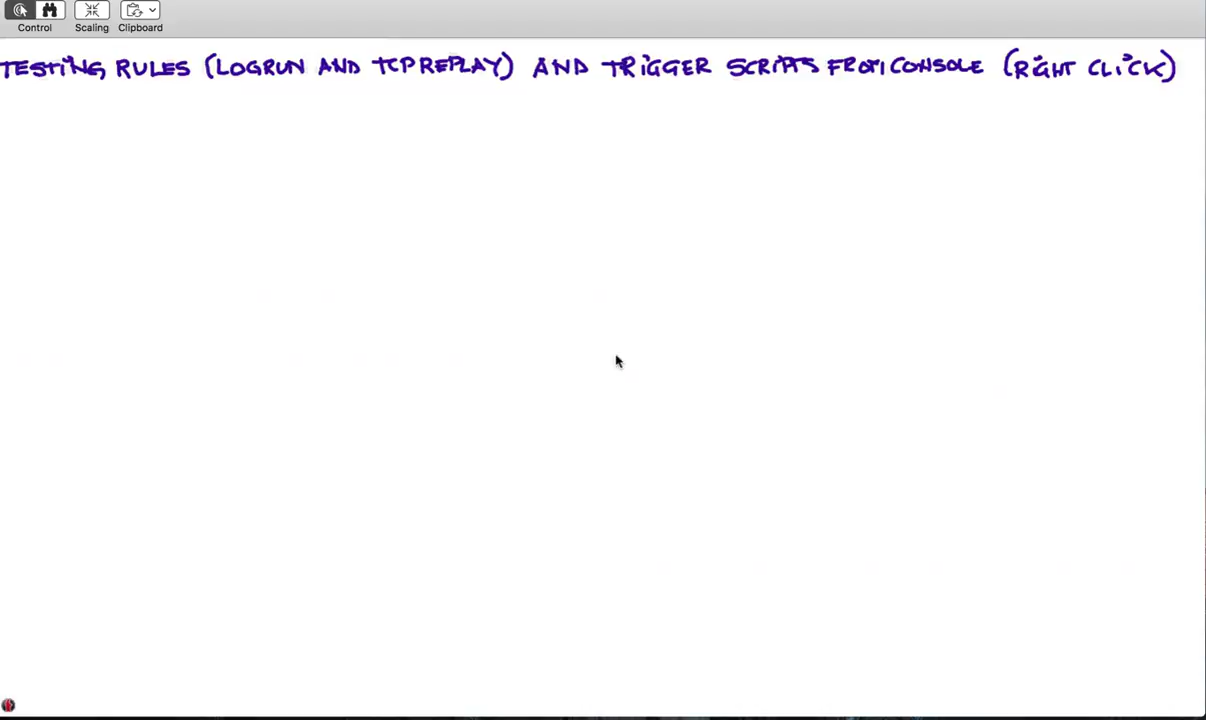 Control
Scaling
Clipboard
TESTING RULES (LOGRUN AND TCPREPLAY) AND TRIGGER SCRIPTS FROM CONSOLE (RIGHT CLICK)